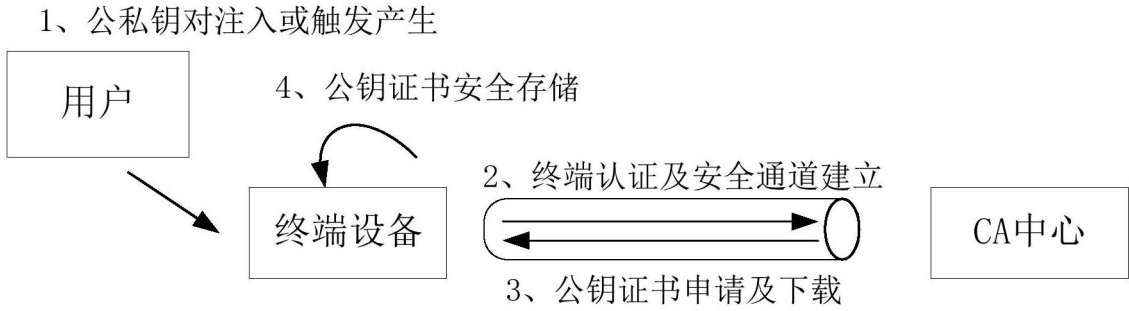 1、公私钥对注入或触发产生
用户
4、公钥证书安全存储
2、终端认证及安全通道建立
终端设备
CA中心
3、公钥证书申请及下载